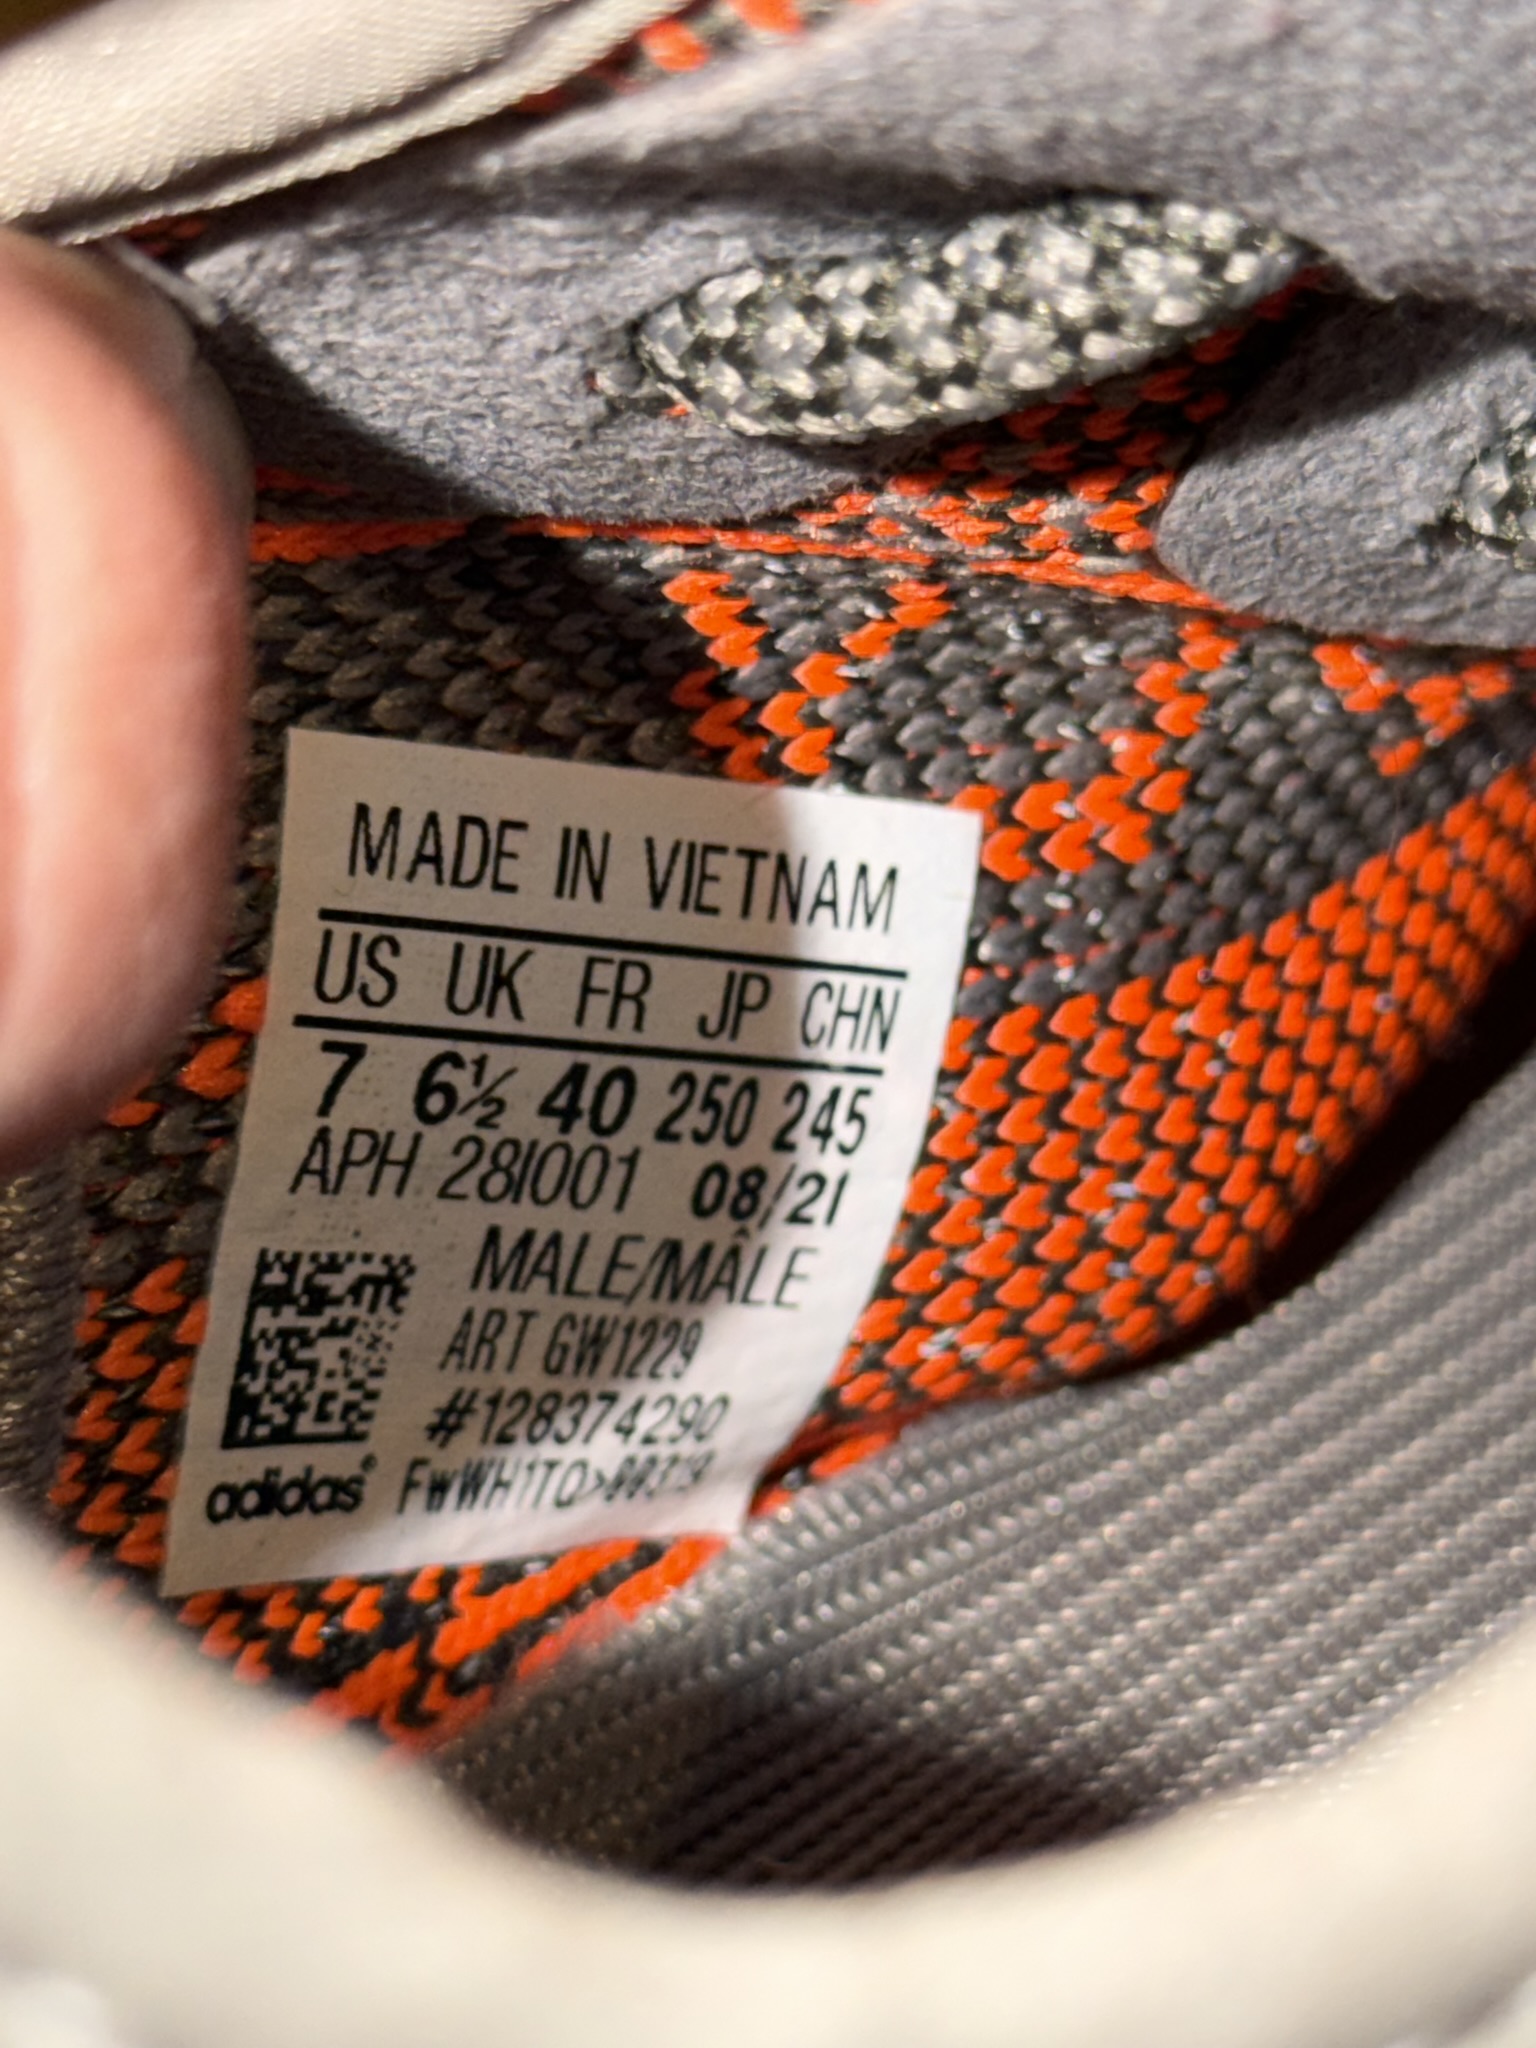 MADE IN VIETNAM
US UK FR JP CHN
7 6½ 40 250 245
APH 28I001 08/21
MALE/MÂLE
ART GW1229
#128374290
adidas®